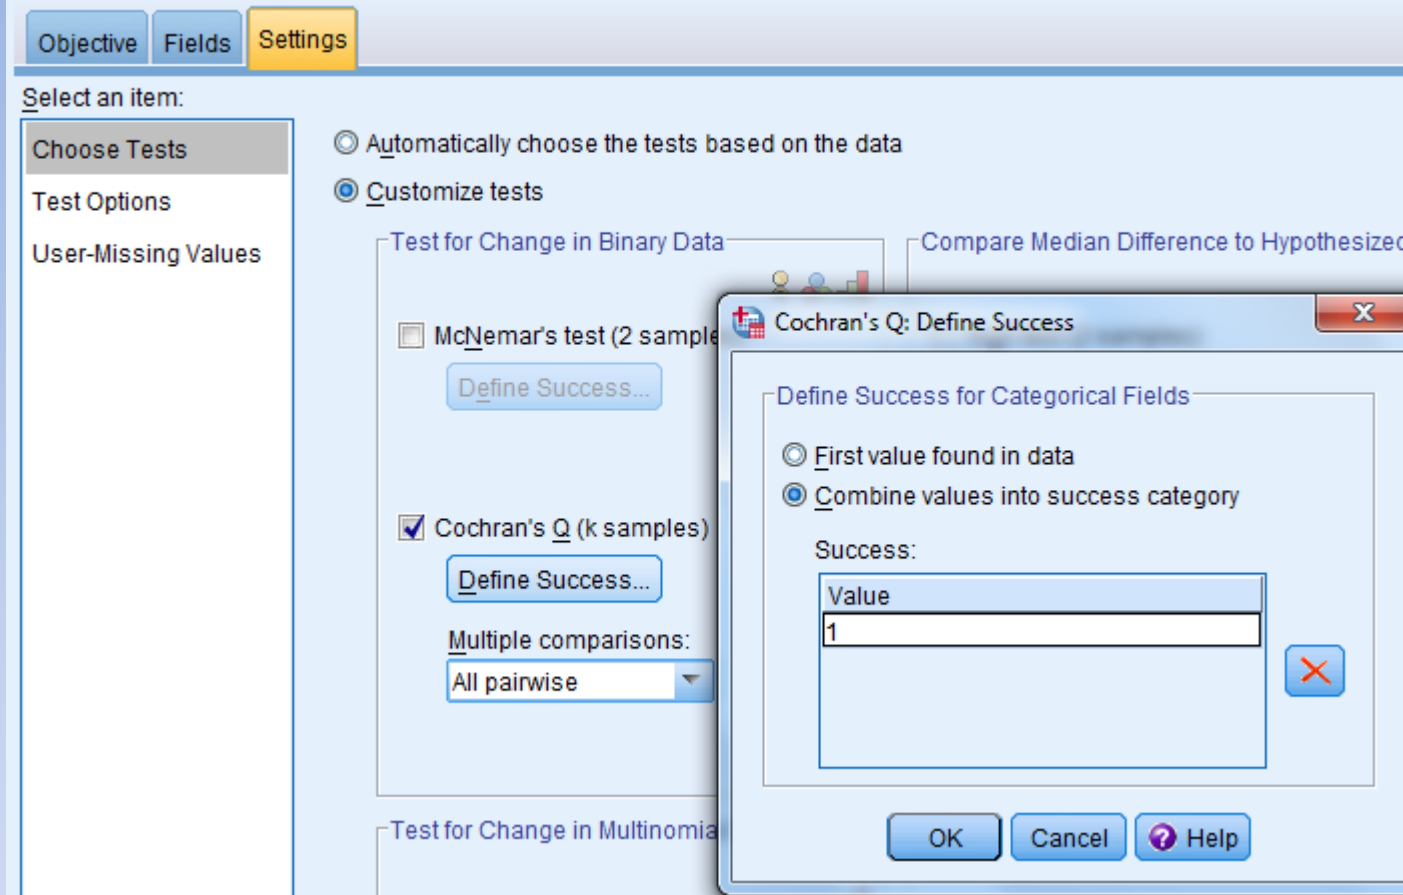 Objective Fields Settings
Select an item:
Choose Tests
Test Options
User-Missing Values
Automatically choose the tests based on the data
Customize tests
Test for Change in Binary Data
McNemar's test (2 sample
Define Success...
Cochran's Q (k samples)
Define Success...
Multiple comparisons:
All pairwise
Test for Change in Multinomia
Compare Median Difference to Hypothesized
Cochran's Q: Define Success
Define Success for Categorical Fields
First value found in data
Combine values into success category
Success:
Value
1
OK Cancel Help